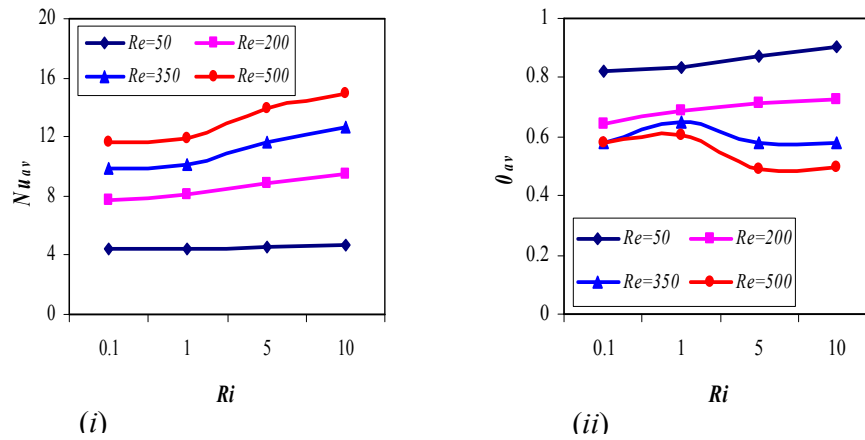 20
16
12
8
4
0
Nu av
Re=50 Re=200
Re=350 Re=500
0.1 1 5 10
Ri
(i)
1
0.8
0.6
0.4
0.2
0
θ av
Re=50 Re=200
Re=350 Re=500
0.1 1 5 10
Ri
(ii)